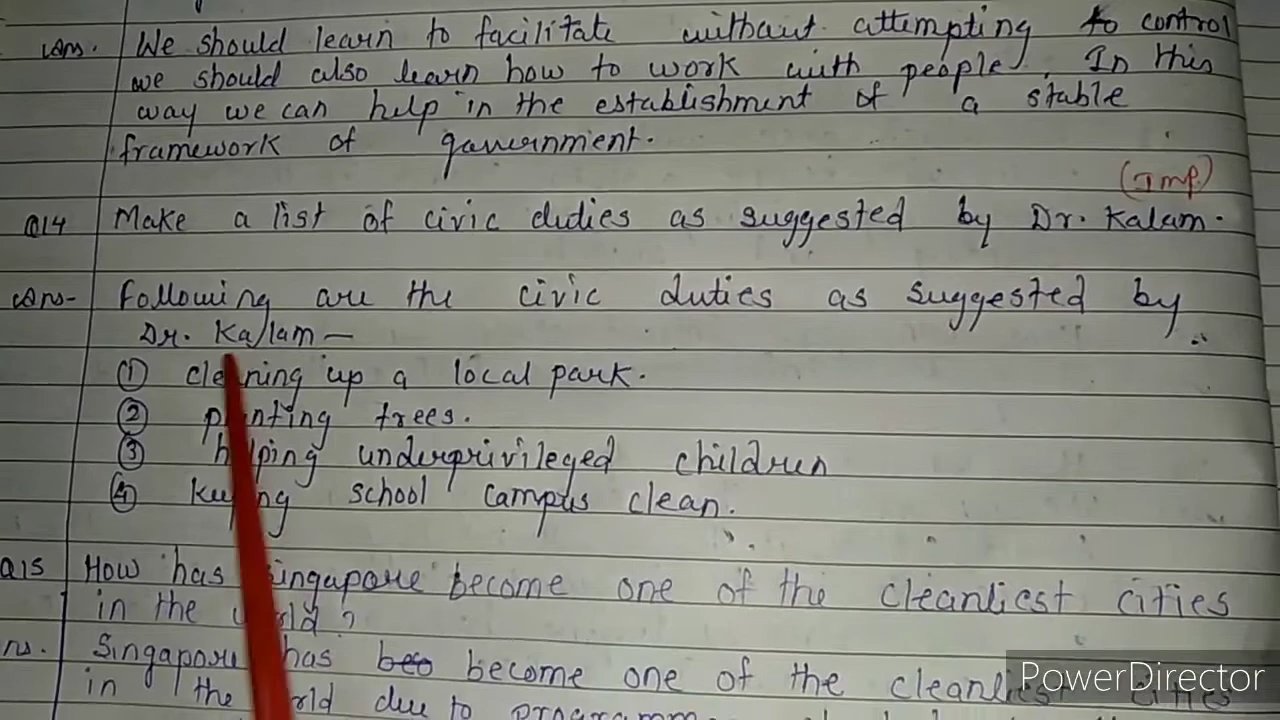 Ans. We should learn to facilitate without attempting to control
we should also learn how to work with people. In this
way we can help in the establishment of a stable
framework of government.
(Imp)
Q14 Make a list of civic duties as suggested by Dr. Kalam.
Ans- Following are the civic duties as suggested by
Dr. Kalam —
① cleaning up a local park.
② planting trees.
③ helping underprivileged children
④ keeping school campus clean.
Q15 How has Singapore become one of the cleanliest cities
in the world?
ns. Singapore has become one of the cleanliest cities
in the world due to
PowerDirector